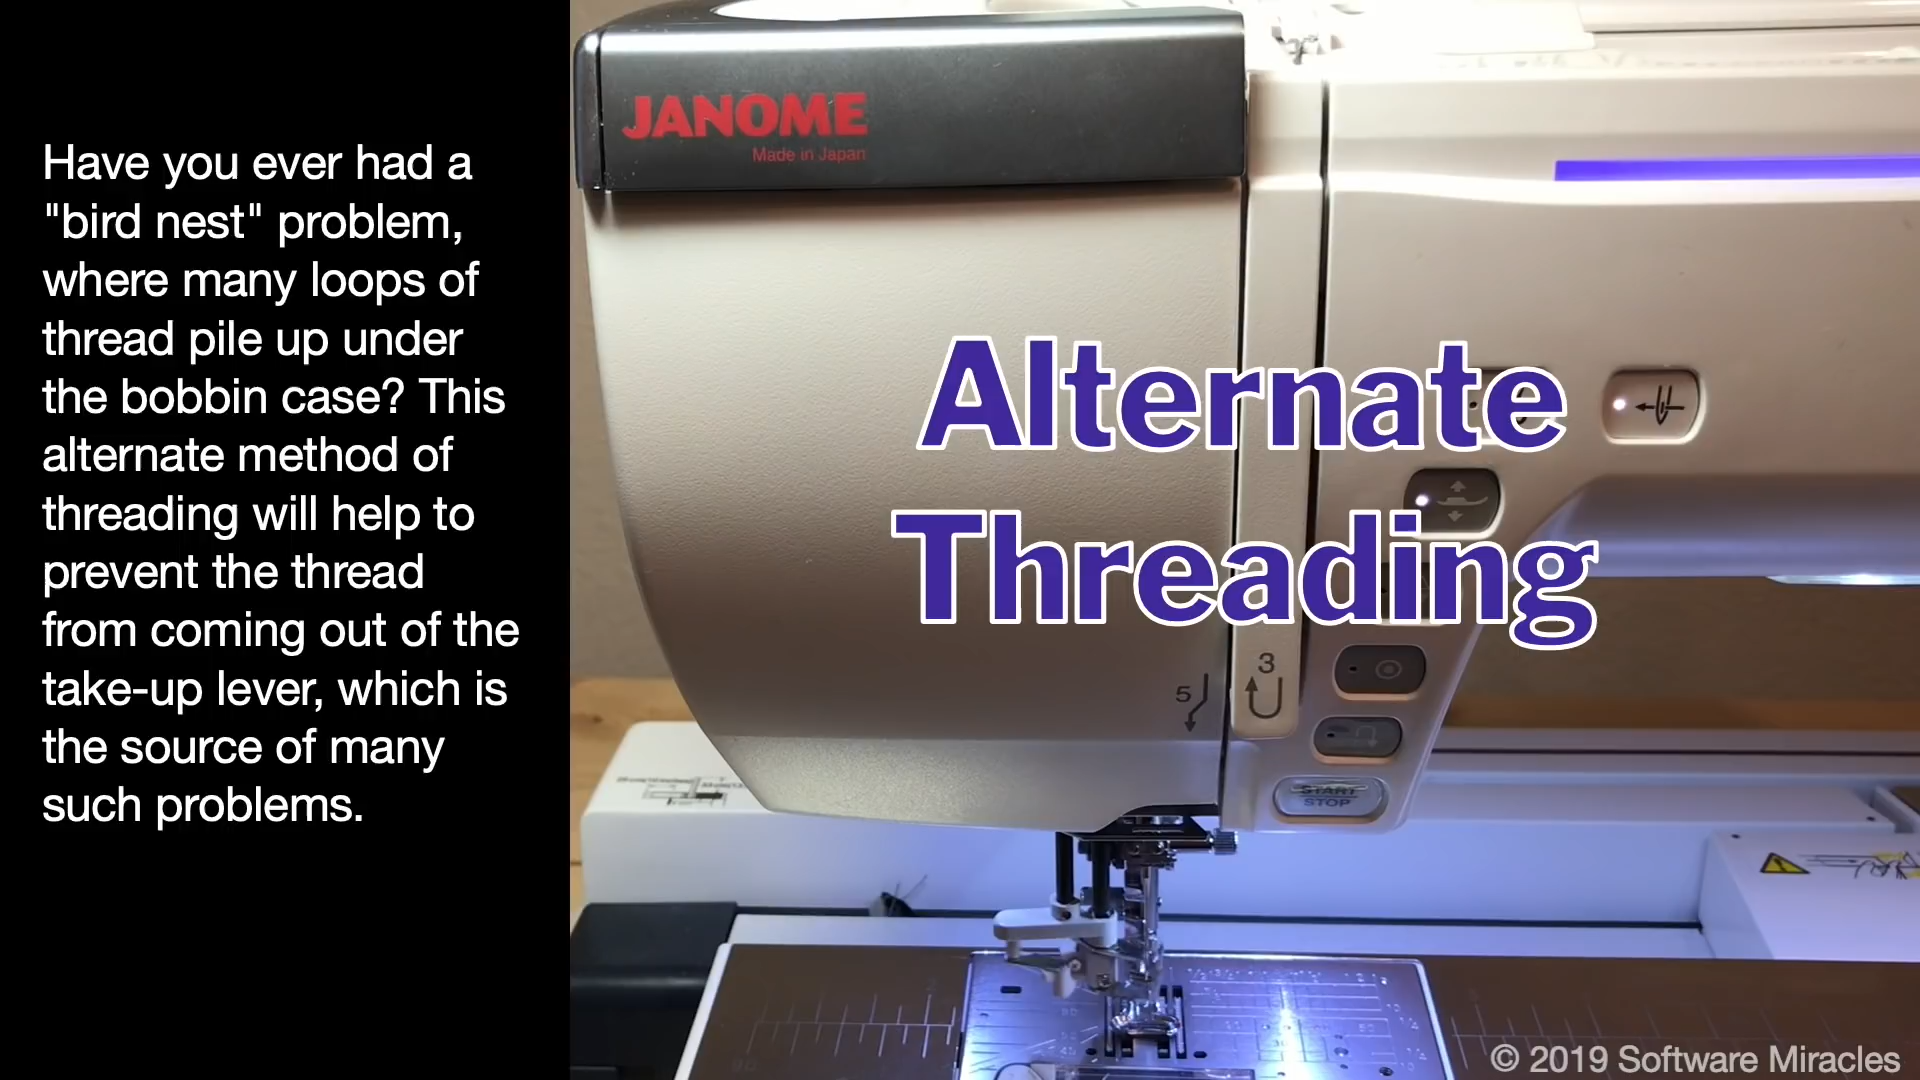 Have you ever had a
"bird nest" problem,
where many loops of
thread pile up under
the bobbin case? This
alternate method of
threading will help to
prevent the thread
from coming out of the
take-up lever, which is
the source of many
such problems.
JANOME
Made in Japan
Alternate
Threading
3
5
START
STOP
© 2019 Software Miracles